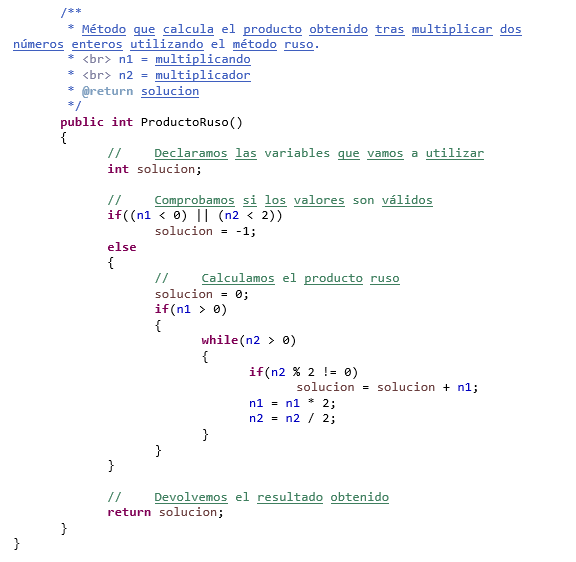 /**
* Método que calcula el producto obtenido tras multiplicar dos
números enteros utilizando el método ruso.
* <br> n1 = multiplicando
* <br> n2 = multiplicador
* @return solucion
*/
public int ProductoRuso()
{
// Declaramos las variables que vamos a utilizar
int solucion;
// Comprobamos si los valores son válidos
if((n1 < 0) || (n2 < 2))
solucion = -1;
else
{
// Calculamos el producto ruso
solucion = 0;
if(n1 > 0)
{
while(n2 > 0)
{
if(n2 % 2 != 0)
solucion = solucion + n1;
n1 = n1 * 2;
n2 = n2 / 2;
}
}
}
// Devolvemos el resultado obtenido
return solucion;
}
}